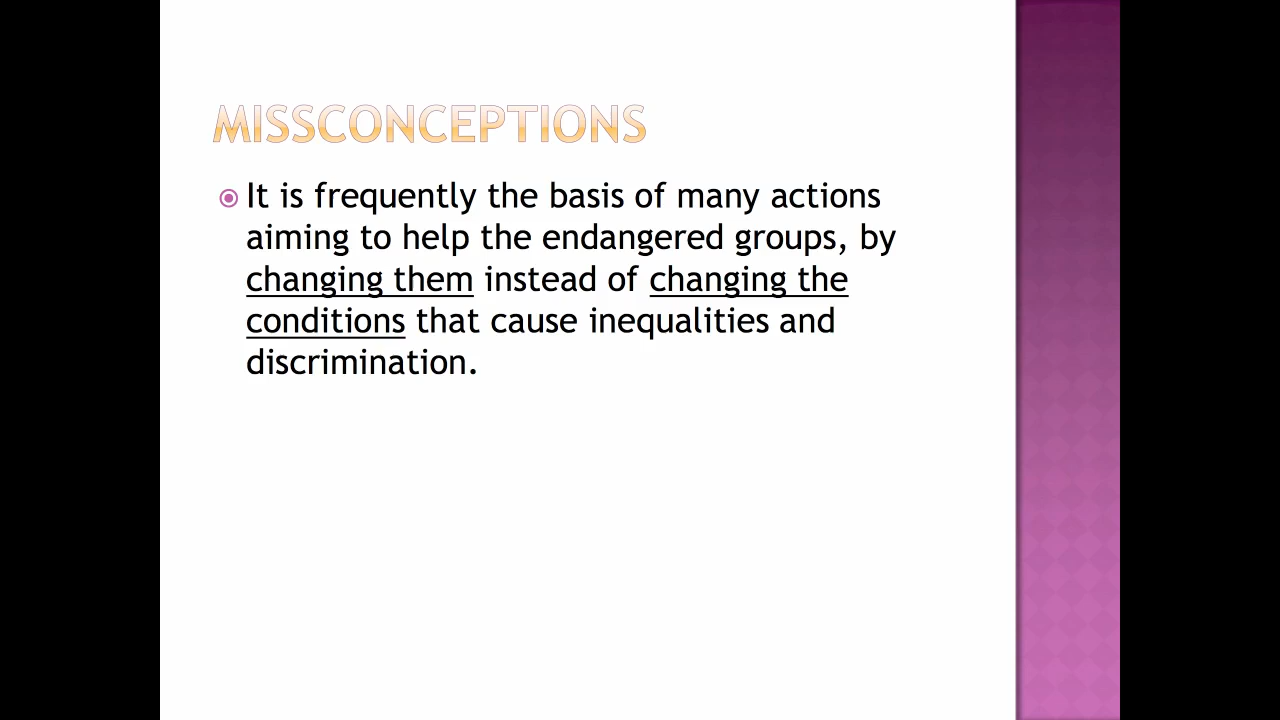 MISSCONCEPTIONS
It is frequently the basis of many actions
aiming to help the endangered groups, by
changing them instead of changing the
conditions that cause inequalities and
discrimination.